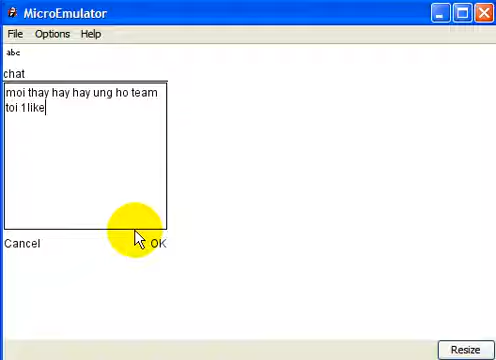 MicroEmulator
File Options Help
abc
chat
moi thay hay hay ung ho team
toi 1like
Cancel OK
Resize